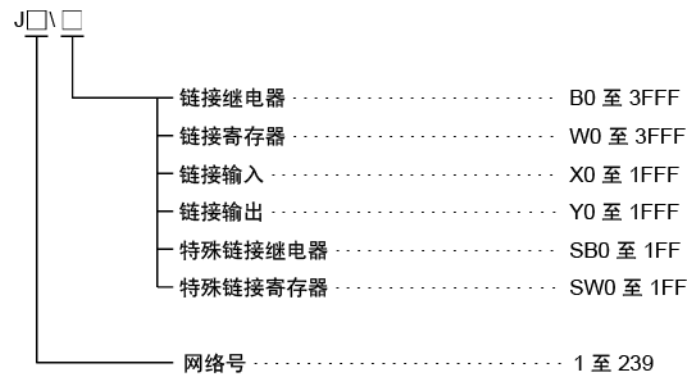 J□\□
链接继电器 B0 至 3FFF
链接寄存器 W0 至 3FFF
链接输入 X0 至 1FFF
链接输出 Y0 至 1FFF
特殊链接继电器 SB0 至 1FF
特殊链接寄存器 SW0 至 1FF
网络号 1 至 239